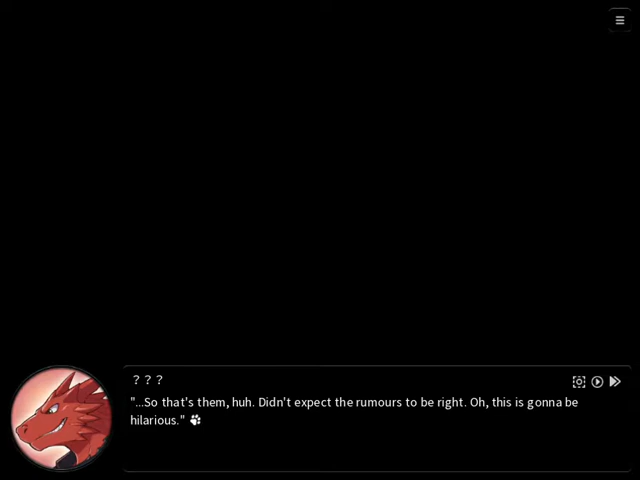 ？？？
"...So that's them, huh. Didn't expect the rumours to be right. Oh, this is gonna be
hilarious."